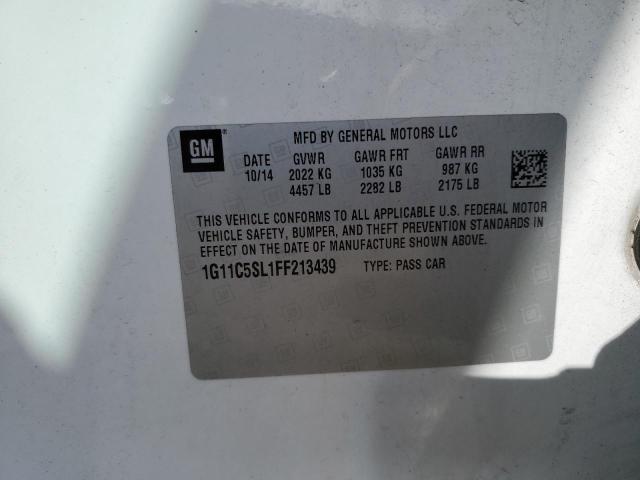 GM ® MFD BY GENERAL MOTORS LLC
DATE GVWR GAWR FRT GAWR RR
10/14 2022 KG 1035 KG 987 KG
4457 LB 2282 LB 2175 LB
THIS VEHICLE CONFORMS TO ALL APPLICABLE U.S. FEDERAL MOTOR
VEHICLE SAFETY, BUMPER, AND THEFT PREVENTION STANDARDS IN
EFFECT ON THE DATE OF MANUFACTURE SHOWN ABOVE.
1G11C5SL1FF213439 TYPE: PASS CAR